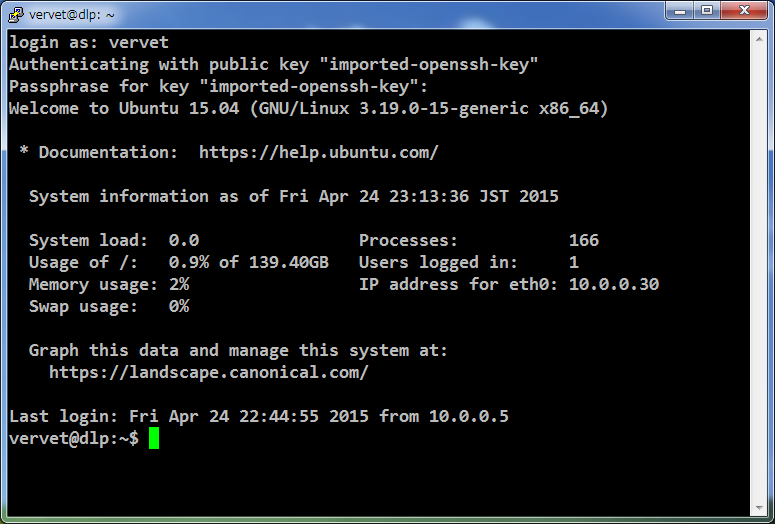 vervet@dlp: ~
login as: vervet
Authenticating with public key "imported-openssh-key"
Passphrase for key "imported-openssh-key":
Welcome to Ubuntu 15.04 (GNU/Linux 3.19.0-15-generic x86_64)
* Documentation:  https://help.ubuntu.com/
System information as of Fri Apr 24 23:13:36 JST 2015
System load:  0.0               Processes:           166
Usage of /:   0.9% of 139.40GB   Users logged in:     1
Memory usage: 2%                 IP address for eth0: 10.0.0.30
Swap usage:   0%
Graph this data and manage this system at:
https://landscape.canonical.com/
Last login: Fri Apr 24 22:44:55 2015 from 10.0.0.5
vervet@dlp:~$